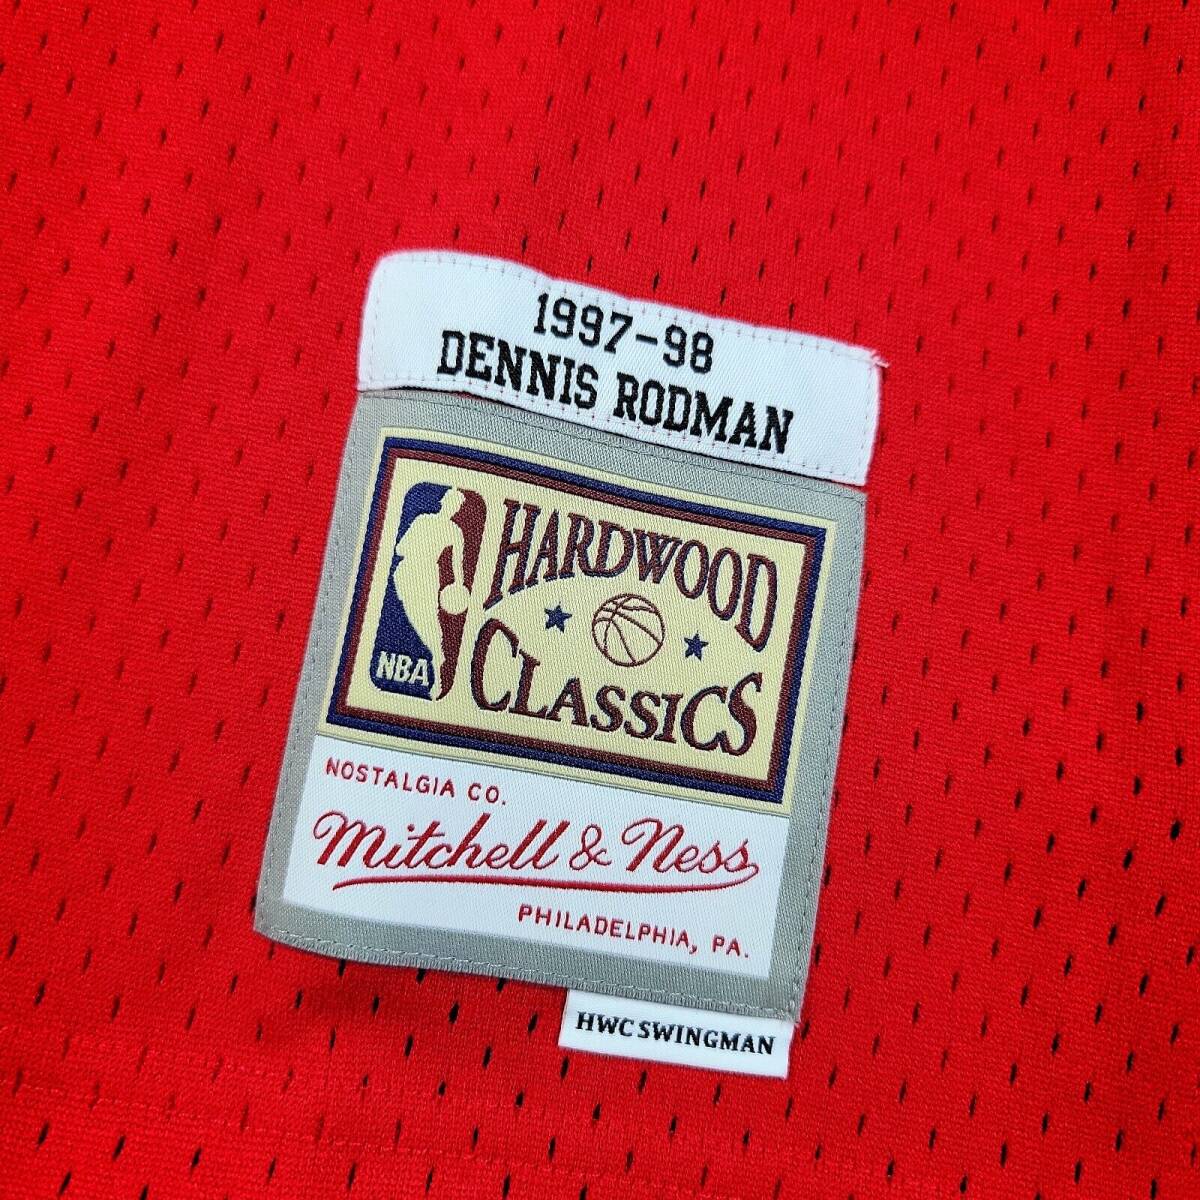 1997-98
DENNIS RODMAN
NBA
HARDWOOD
CLASSICS
NOSTALGIA CO.
Mitchell & Ness
PHILADELPHIA, PA.
HWC SWINGMAN